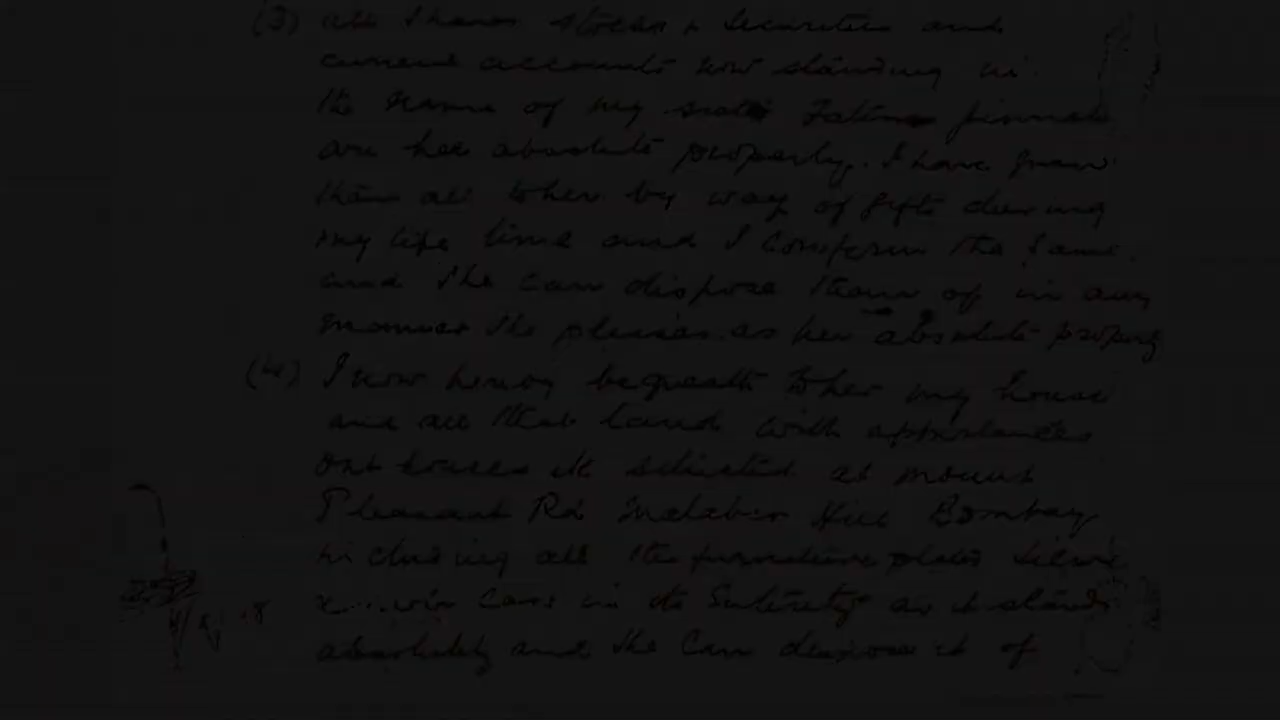 (3) all shares stocks & securities and
current accounts now standing in
the name of my sister Fatima Jinnah
are her absolute property. I have given
them all to her by way of gifts during
my life time and I confirm the same
and she can dispose them of in any
manner she pleases as her absolute property
(4) I now hereby bequeath to her my house
and all that land with appurtenances
out houses etc situated at Mount
Pleasant Rd Malabar Hill Bombay
including all the furniture plates silver
cars in its entirety as it stands
absolutely and she can dispose it of